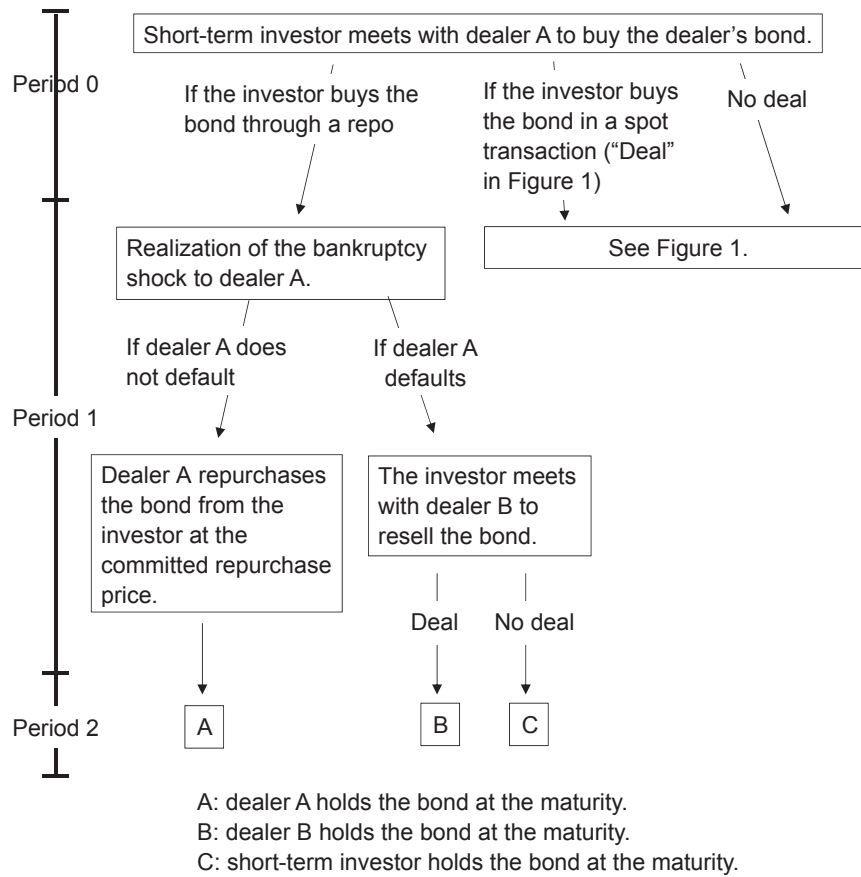 Short-term investor meets with dealer A to buy the dealer’s bond.
Period 0
If the investor buys the
bond through a repo
If the investor buys
the bond in a spot
transaction (“Deal”
in Figure 1)
No deal
Realization of the bankruptcy
shock to dealer A.
See Figure 1.
If dealer A does
not default
If dealer A
defaults
Period 1
Dealer A repurchases
the bond from the
investor at the
committed repurchase
price.
The investor meets
with dealer B to
resell the bond.
Deal
No deal
Period 2
A
B
C
A: dealer A holds the bond at the maturity.
B: dealer B holds the bond at the maturity.
C: short-term investor holds the bond at the maturity.